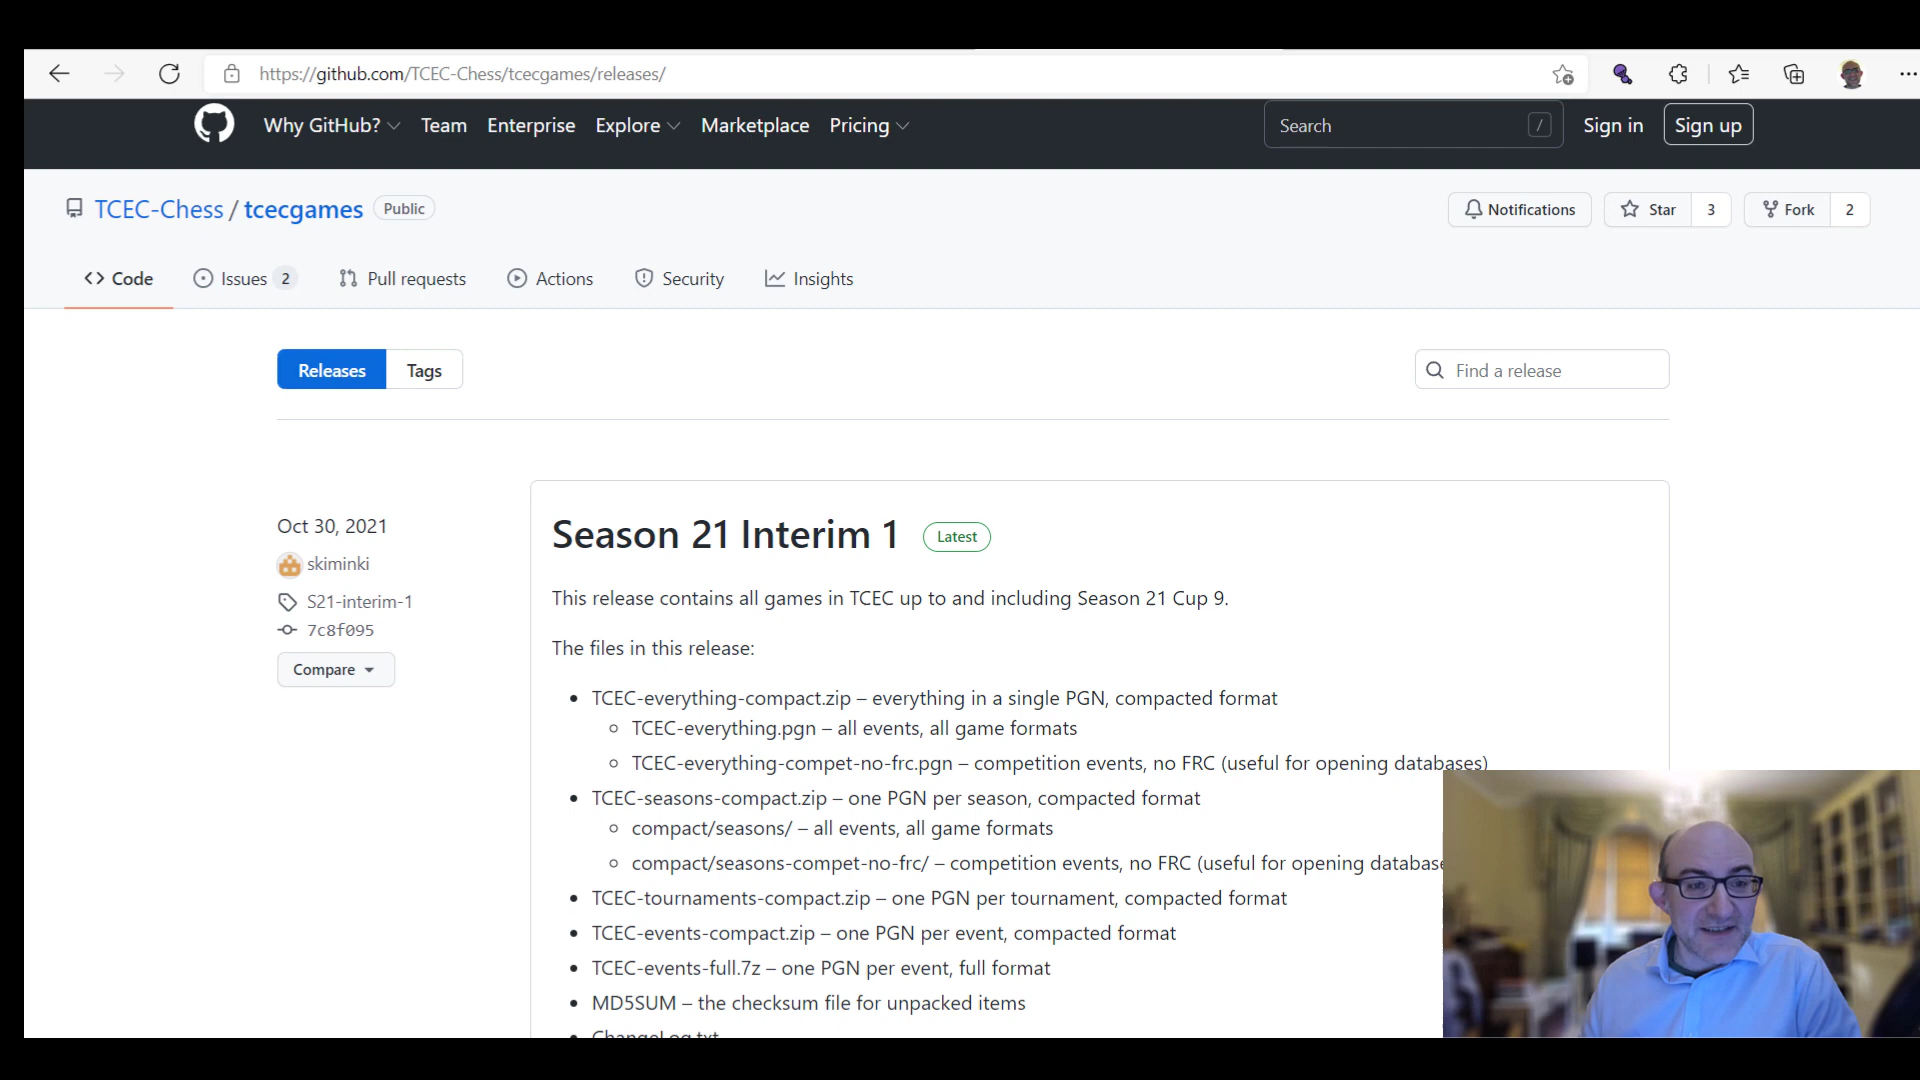 https://github.com/TCEC-Chess/tcecgames/releases/
Why GitHub? Team Enterprise Explore Marketplace Pricing Search / Sign in Sign up
TCEC-Chess / tcecgames Public Notifications Star 3 Fork 2
Code Issues 2 Pull requests Actions Security Insights
Releases Tags Find a release
Oct 30, 2021
skiminki
S21-interim-1
7c8f095
Compare
Season 21 Interim 1 Latest
This release contains all games in TCEC up to and including Season 21 Cup 9.
The files in this release:
TCEC-everything-compact.zip – everything in a single PGN, compacted format
TCEC-everything.pgn – all events, all game formats
TCEC-everything-compet-no-frc.pgn – competition events, no FRC (useful for opening databases)
TCEC-seasons-compact.zip – one PGN per season, compacted format
compact/seasons/ – all events, all game formats
compact/seasons-compet-no-frc/ – competition events, no FRC (useful for opening database
TCEC-tournaments-compact.zip – one PGN per tournament, compacted format
TCEC-events-compact.zip – one PGN per event, compacted format
TCEC-events-full.7z – one PGN per event, full format
MD5SUM – the checksum file for unpacked items
ChangeLog.txt